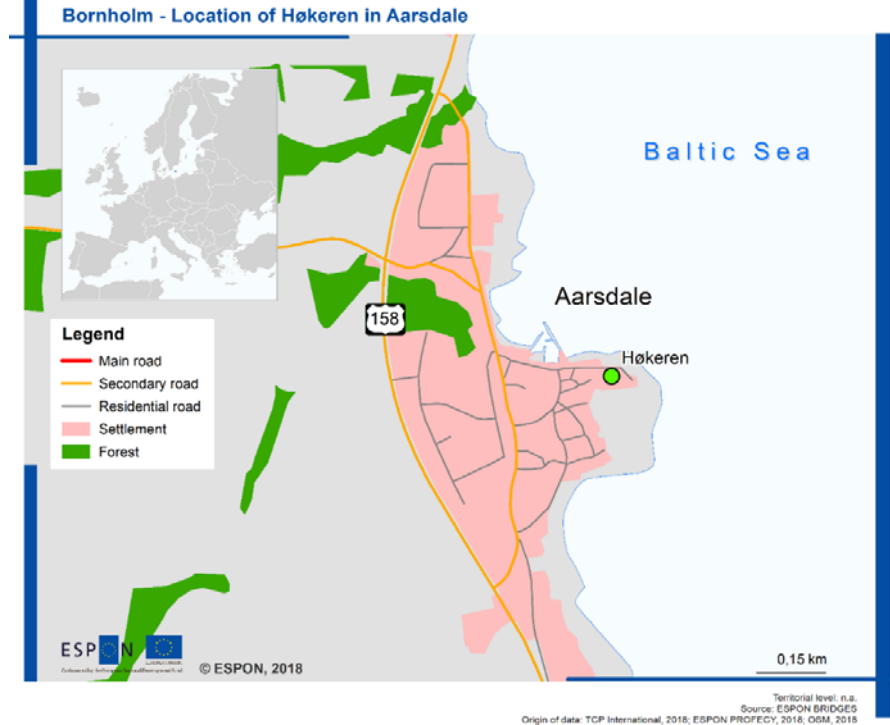 Bornholm - Location of Høkeren in Aarsdale
Baltic Sea
Aarsdale
158
Høkeren
Legend
Main road
Secondary road
Residential road
Settlement
Forest
ESPON
© ESPON, 2018
0,15 km
Territorial level: n.a.
Source: ESPON BRIDGES
Origin of data: TCP International, 2018; ESPON PROFECY, 2018; OSM, 2018